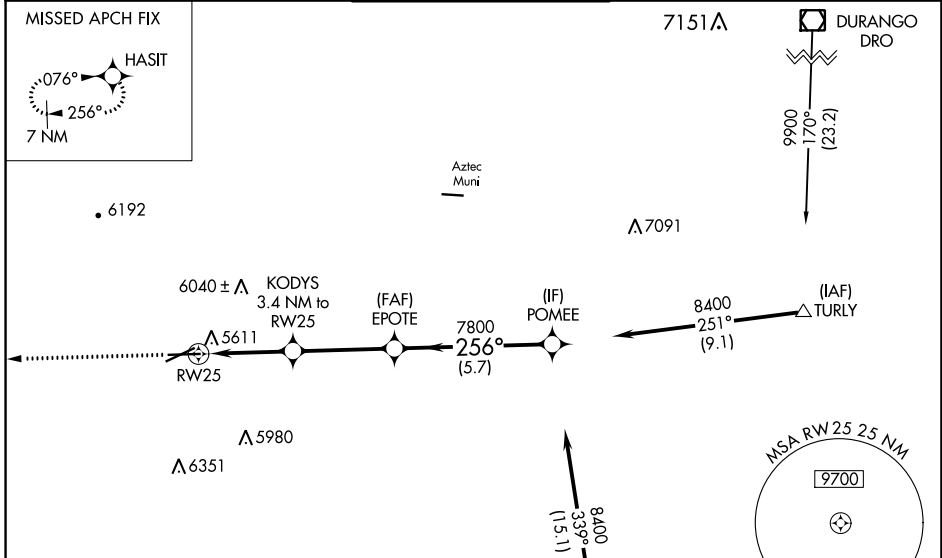 MISSED APCH FIX
HASIT
076°
256°
7 NM
7151
DURANGO
DRO
9900
170°
(23.2)
Aztec
Muni
6192
7091
6040 ±
KODYS
3.4 NM to
RW25
(FAF)
EPOTE
(IF)
POMEE
7800
256°
(5.7)
8400
251°
(9.1)
(IAF)
TURLY
5611
RW25
5980
6351
8400
339°
(15.1)
MSA RW 25 25 NM
9700